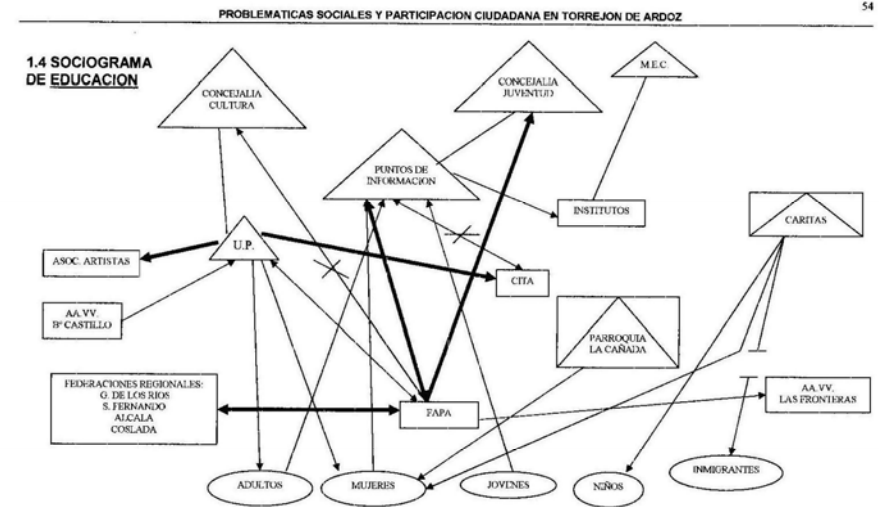 PROBLEMATICAS SOCIALES Y PARTICIPACION CIUDADANA EN TORREJON DE ARDOZ
54
1.4 SOCIOGRAMA
DE EDUCACION
CONCEJALIA
CULTURA
CONCEJALIA
JUVENTUD
M.E.C.
PUNTOS DE
INFORMACION
INSTITUTOS
CARITAS
U.P.
ASOC. ARTISTAS
CITA
AA.VV.
Bº CASTILLO
PARROQUIA
LA CAÑADA
FEDERACIONES REGIONALES:
G. DE LOS RIOS
S. FERNANDO
ALCALA
COSLADA
FAPA
AA.VV.
LAS FRONTERAS
ADULTOS
MUJERES
JOVENES
NIÑOS
INMIGRANTES